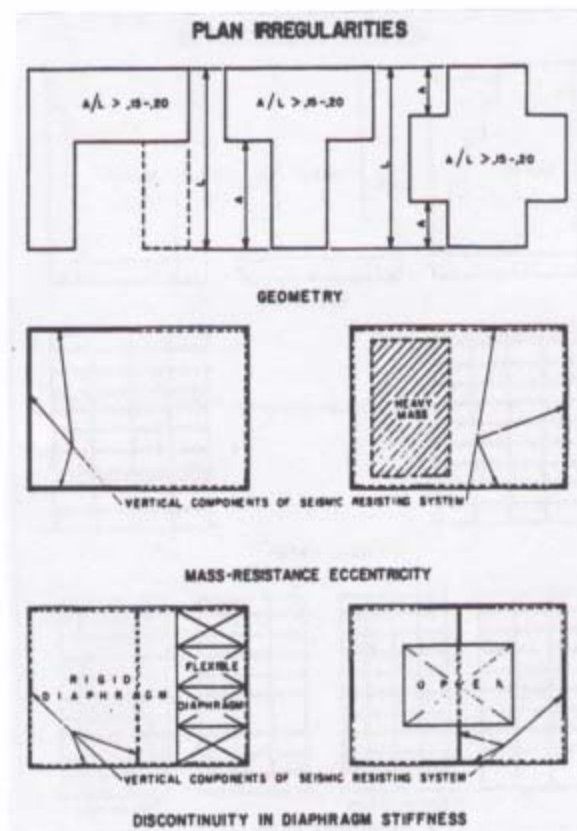 PLAN IRREGULARITIES
A/L > .15-.20
A/L > .15-.20
A/L > .15-.20
L
A
L
A
A
GEOMETRY
HEAVY
MASS
VERTICAL COMPONENTS OF SEISMIC RESISTING SYSTEM
MASS-RESISTANCE ECCENTRICITY
RIGID
DIAPHRAGM
FLEXIBLE
DIAPHRAGM
OPEN
VERTICAL COMPONENTS OF SEISMIC RESISTING SYSTEM
DISCONTINUITY IN DIAPHRAGM STIFFNESS